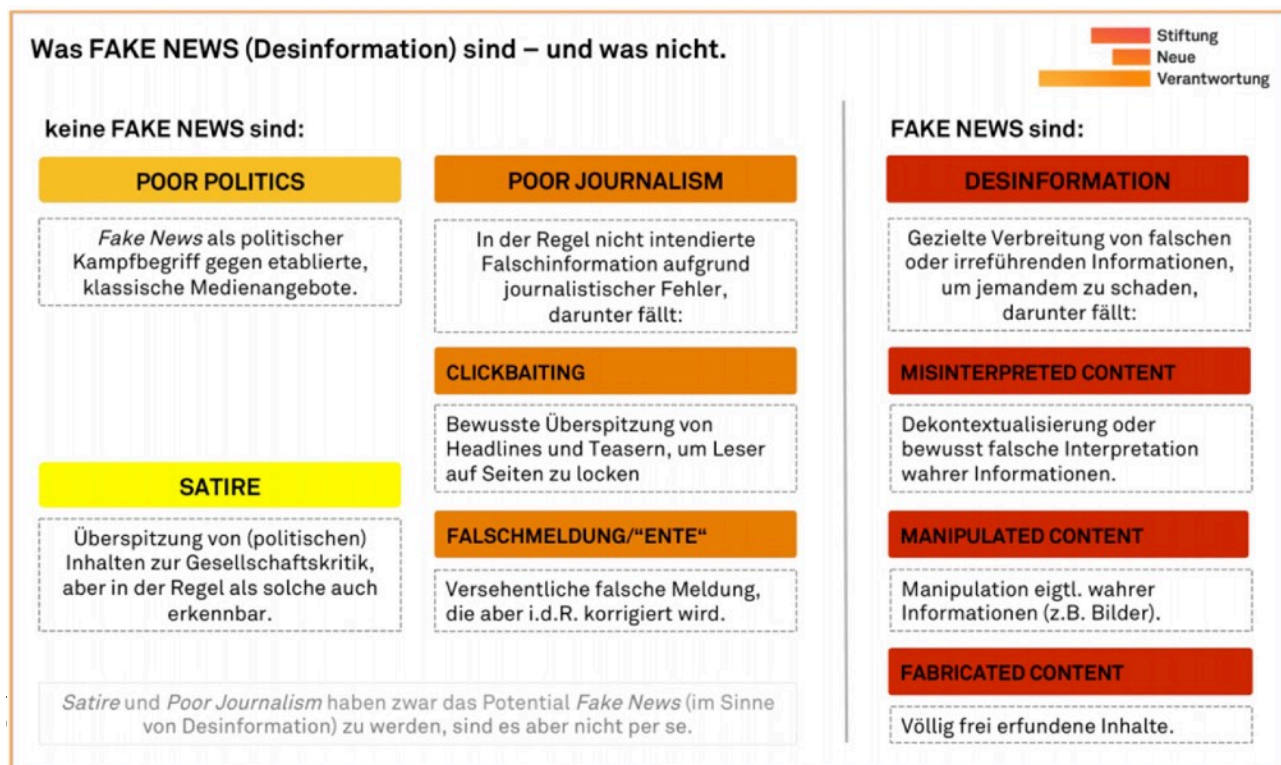 Was FAKE NEWS (Desinformation) sind – und was nicht.
Stiftung
Neue
Verantwortung
keine FAKE NEWS sind:
POOR POLITICS
Fake News als politischer
Kampfbegriff gegen etablierte,
klassische Medienangebote.
SATIRE
Überspitzung von (politischen)
Inhalten zur Gesellschaftskritik,
aber in der Regel als solche auch
erkennbar.
POOR JOURNALISM
In der Regel nicht intendierte
Falschinformation aufgrund
journalistischer Fehler,
darunter fällt:
CLICKBAITING
Bewusste Überspitzung von
Headlines und Teasern, um Leser
auf Seiten zu locken
FALSCHMELDUNG/“ENTE“
Versehentliche falsche Meldung,
die aber i.d.R. korrigiert wird.
Satire und Poor Journalism haben zwar das Potential Fake News (im Sinne
von Desinformation) zu werden, sind es aber nicht per se.
FAKE NEWS sind:
DESINFORMATION
Gezielte Verbreitung von falschen
oder irreführenden Informationen,
um jemandem zu schaden,
darunter fällt:
MISINTERPRETED CONTENT
Dekontextualisierung oder
bewusst falsche Interpretation
wahrer Informationen.
MANIPULATED CONTENT
Manipulation eigtl. wahrer
Informationen (z.B. Bilder).
FABRICATED CONTENT
Völlig frei erfundene Inhalte.